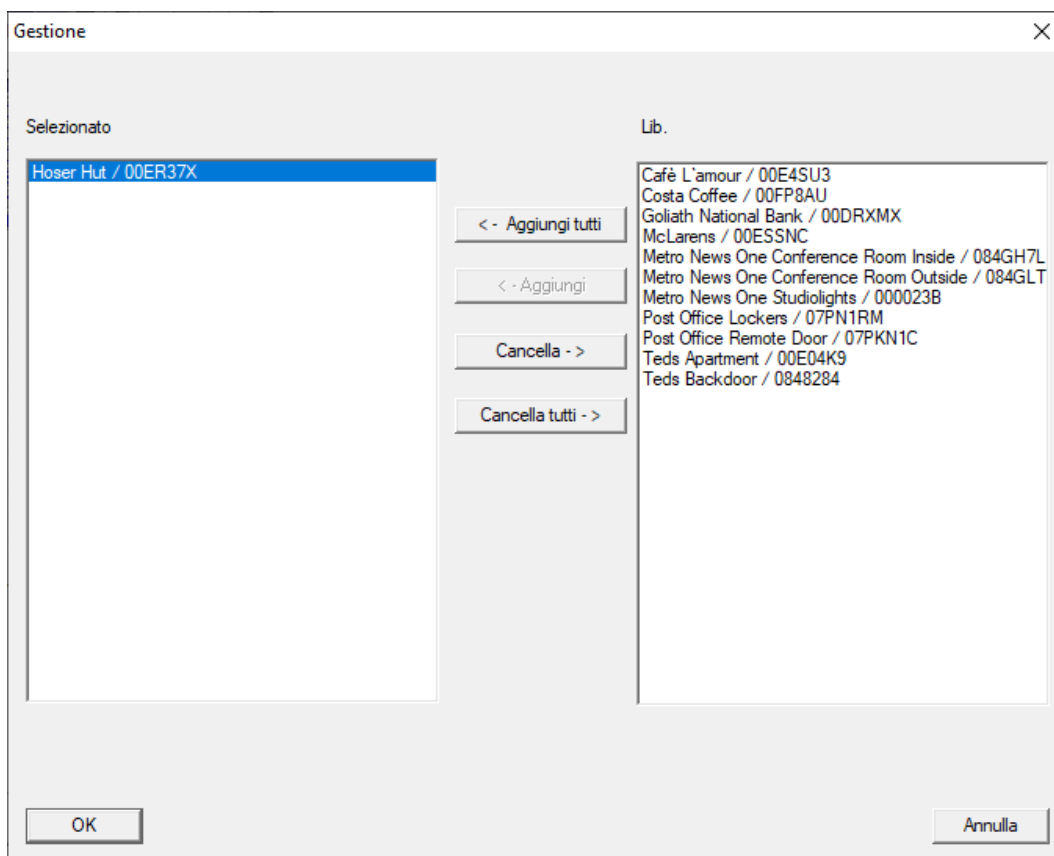 Gestione
Selezionato
Lib.
Hoser Hut / 00ER37X
<- Aggiungi tutti
<- Aggiungi
Cancella ->
Cancella tutti ->
Cafè L'amour / 00E4SU3
Costa Coffee / 00FP8AU
Goliath National Bank / 00DRXMX
McLarens / 00ESSNC
Metro News One Conference Room Inside / 084GH7L
Metro News One Conference Room Outside / 084GLT
Metro News One Studiolights / 000023B
Post Office Lockers / 07PN1RM
Post Office Remote Door / 07PKN1C
Teds Apartment / 00E04K9
Teds Backdoor / 0848284
OK
Annulla